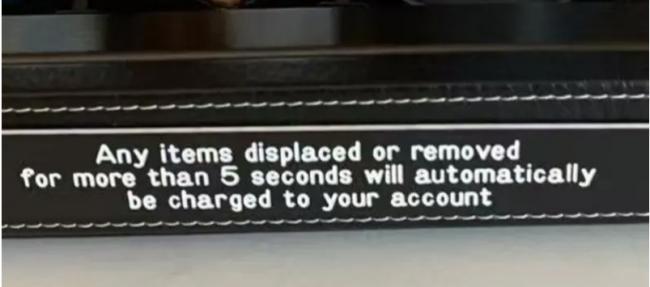 Any items displaced or removed
for more than 5 seconds will automatically
be charged to your account